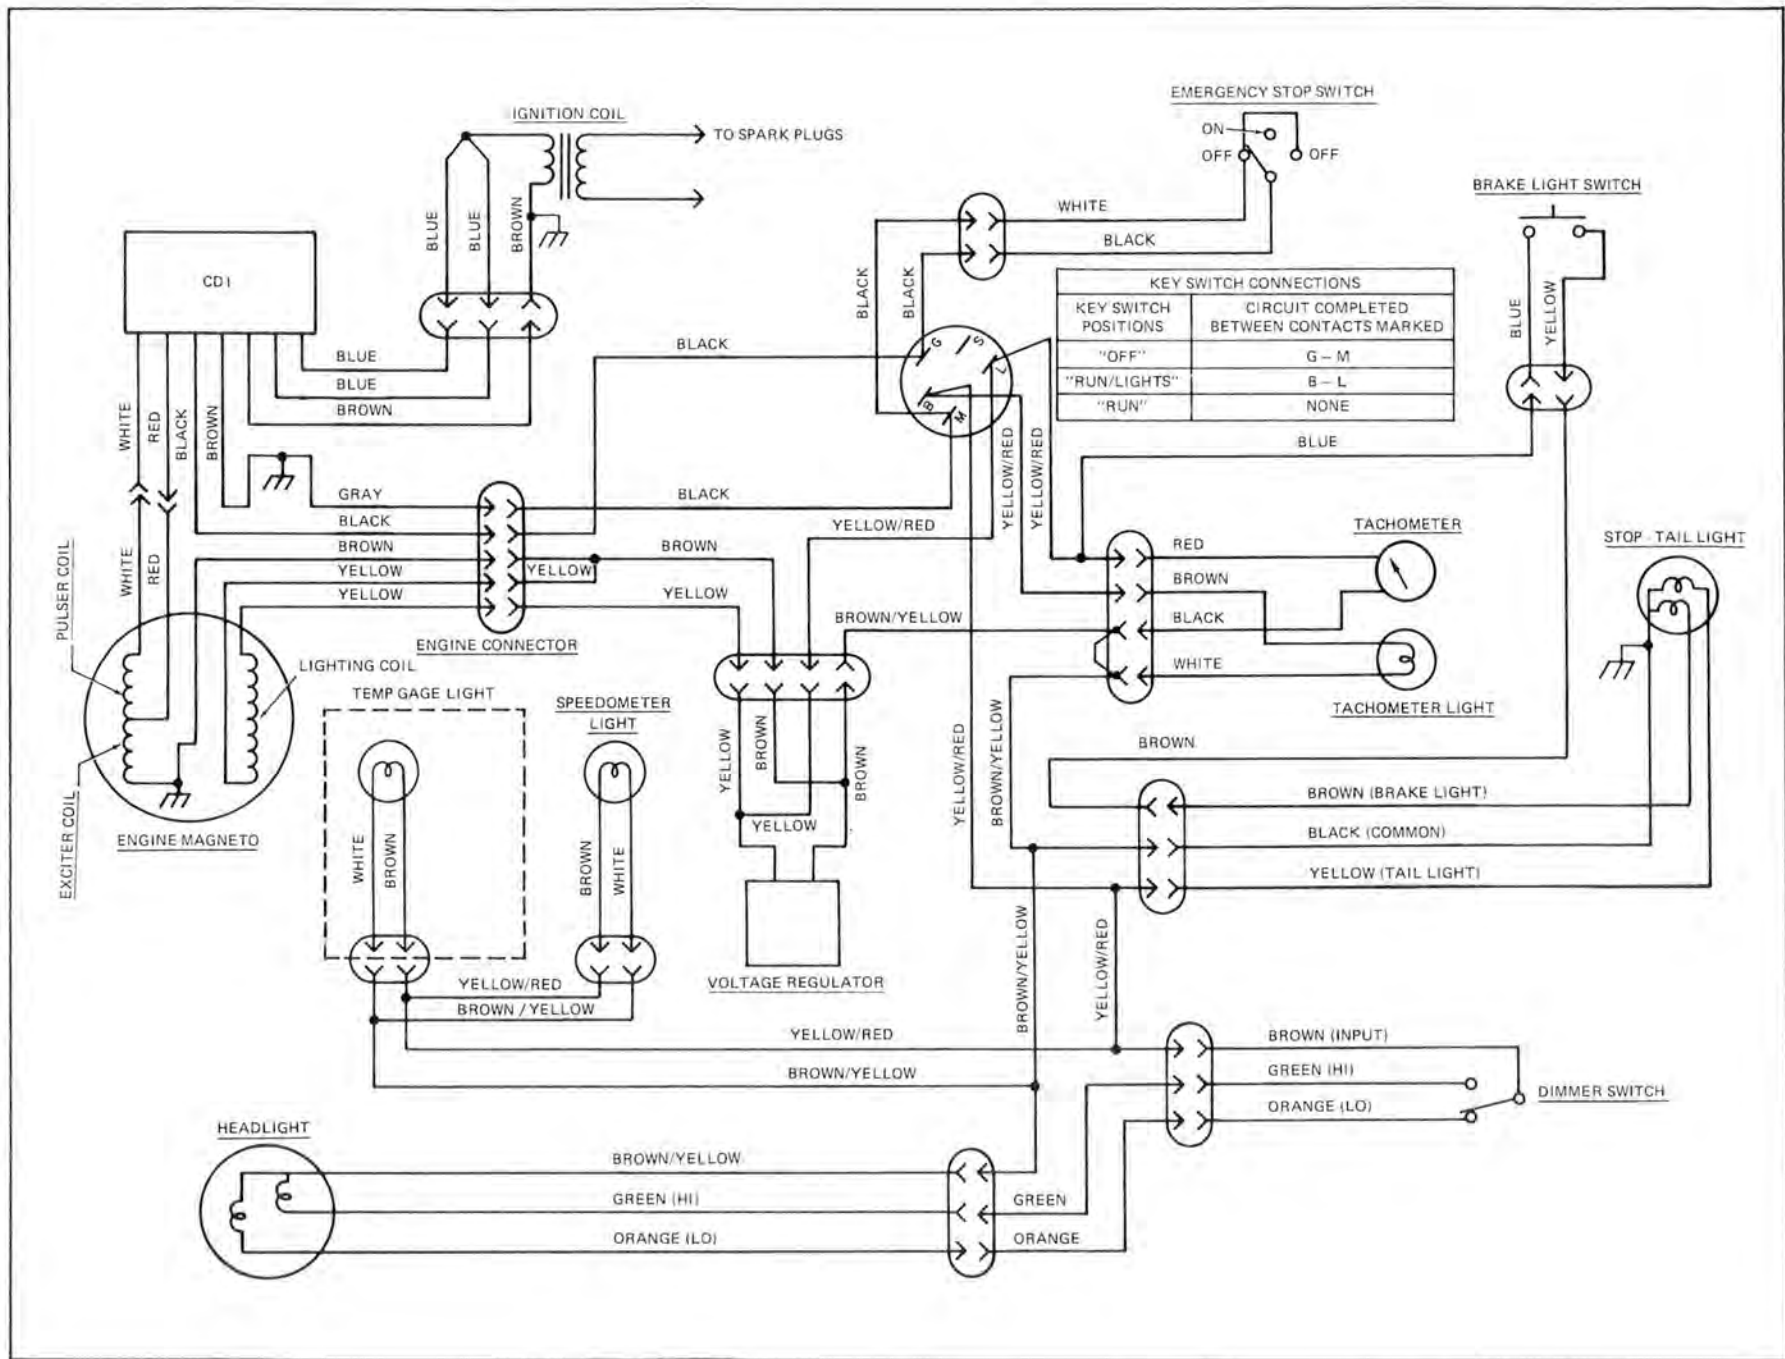 EMERGENCY STOP SWITCH
IGNITION COIL
TO SPARK PLUGS
ON
OFF
OFF
BRAKE LIGHT SWITCH
WHITE
BLACK
BLUE
BLUE
BROWN
CDI
BLACK
BLACK
KEY SWITCH CONNECTIONS
KEY SWITCH POSITIONS
CIRCUIT COMPLETED BETWEEN CONTACTS MARKED
"OFF" G – M
"RUN/LIGHTS" B – L
"RUN" NONE
BLUE
YELLOW
G
S
L
B
M
BLUE
BLUE
BROWN
BLACK
WHITE
RED
BLACK
BROWN
BLUE
GRAY
BLACK
BROWN
YELLOW
YELLOW
BLACK
YELLOW/RED
YELLOW/RED
YELLOW/RED
BROWN
YELLOW
YELLOW
ENGINE CONNECTOR
TACHOMETER
RED
BROWN
BLACK
WHITE
TACHOMETER LIGHT
STOP - TAIL LIGHT
BROWN/YELLOW
PULSER COIL
WHITE
RED
LIGHTING COIL
EXCITER COIL
ENGINE MAGNETO
TEMP GAGE LIGHT
SPEEDOMETER
LIGHT
WHITE
BROWN
BROWN
WHITE
YELLOW
BROWN
BROWN
YELLOW
YELLOW/RED
BROWN/YELLOW
BROWN
BROWN (BRAKE LIGHT)
BLACK (COMMON)
YELLOW (TAIL LIGHT)
VOLTAGE REGULATOR
YELLOW/RED
BROWN / YELLOW
BROWN/YELLOW
YELLOW/RED
YELLOW/RED
BROWN/YELLOW
BROWN (INPUT)
GREEN (HI)
ORANGE (LO)
DIMMER SWITCH
HEADLIGHT
BROWN/YELLOW
GREEN (HI)
ORANGE (LO)
GREEN
ORANGE